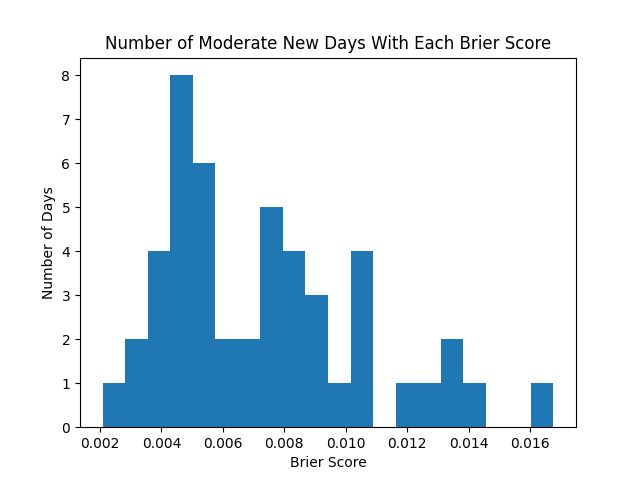 Number of Moderate New Days With Each Brier Score
8
7
6
5
4
3
2
1
0
Number of Days
0.002 0.004 0.006 0.008 0.010 0.012 0.014 0.016
Brier Score